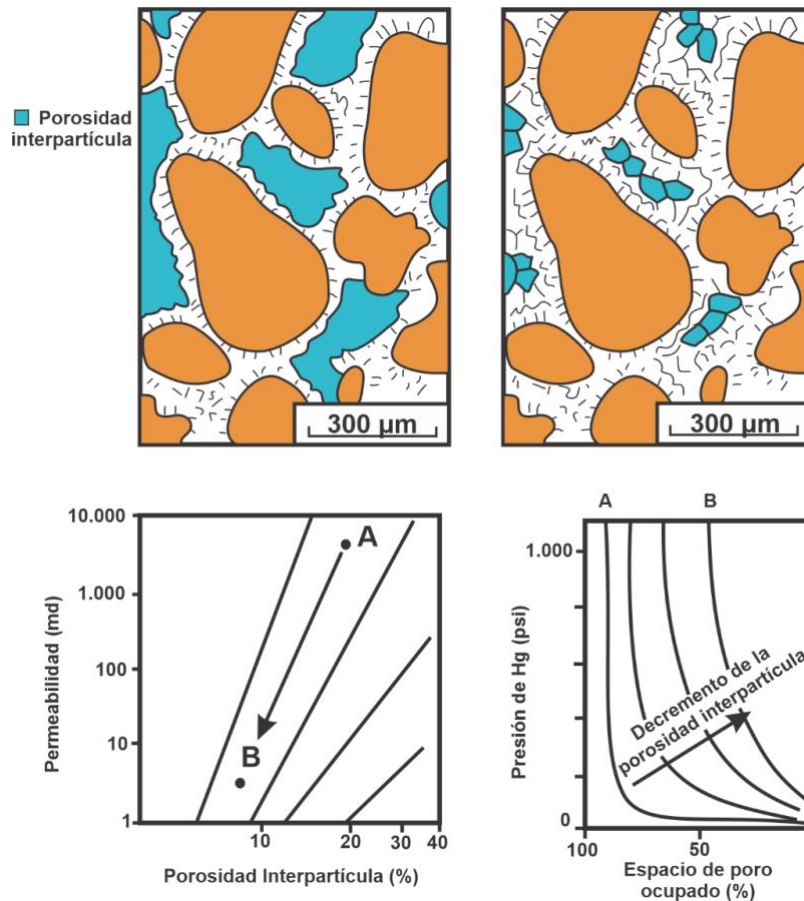 Porosidad
interpartícula
300 µm
300 µm
10.000
1.000
100
10
1
10
20
30
40
A
B
Permeabilidad (md)
Porosidad Interpartícula (%)
A
B
1.000
0
100
50
Presión de Hg (psi)
Decremento de la
porosidad interpartícula
Espacio de poro
ocupado (%)